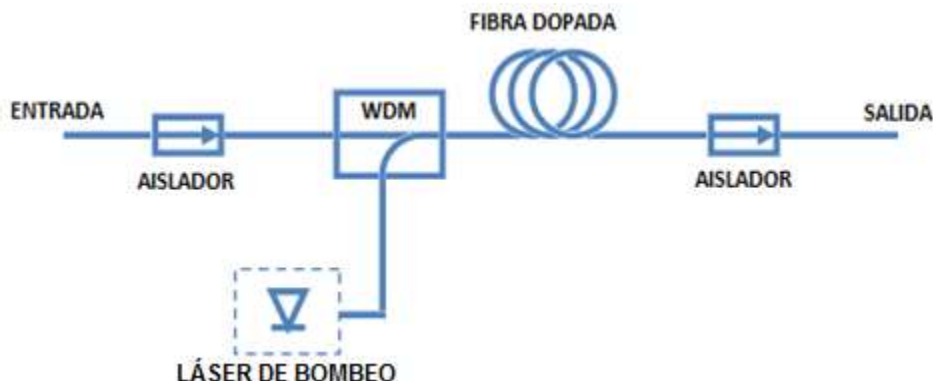 FIBRA DOPADA
ENTRADA
WDM
SALIDA
AISLADOR
AISLADOR
LÁSER DE BOMBEO